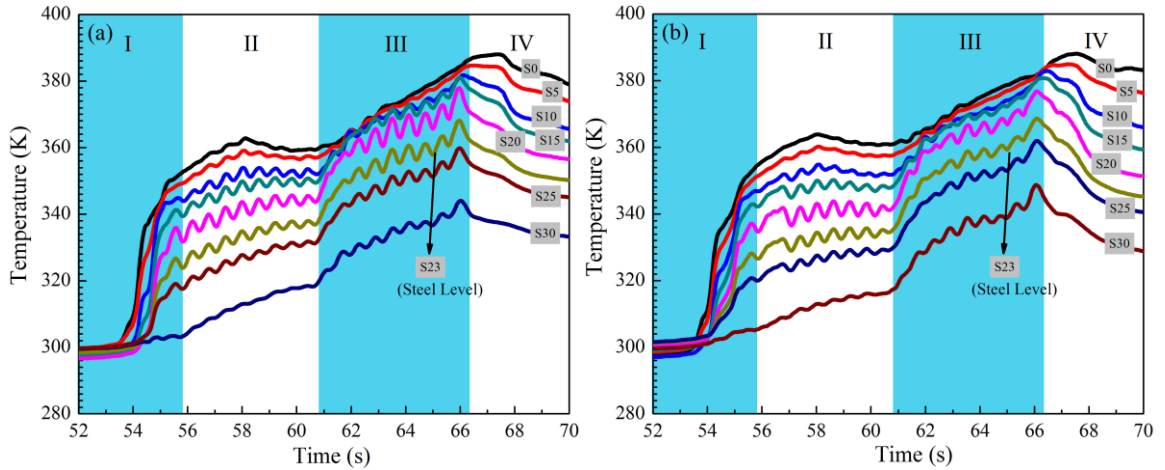 (a)
I
II
III
IV
400
380
360
340
320
300
280
Temperature (K)
S0
S5
S10
S15
S20
S25
S30
S23
(Steel Level)
52 54 56 58 60 62 64 66 68 70
Time (s)
(b)
I
II
III
IV
400
380
360
340
320
300
280
Temperature (K)
S0
S5
S10
S15
S20
S25
S30
S23
(Steel Level)
52 54 56 58 60 62 64 66 68 70
Time (s)